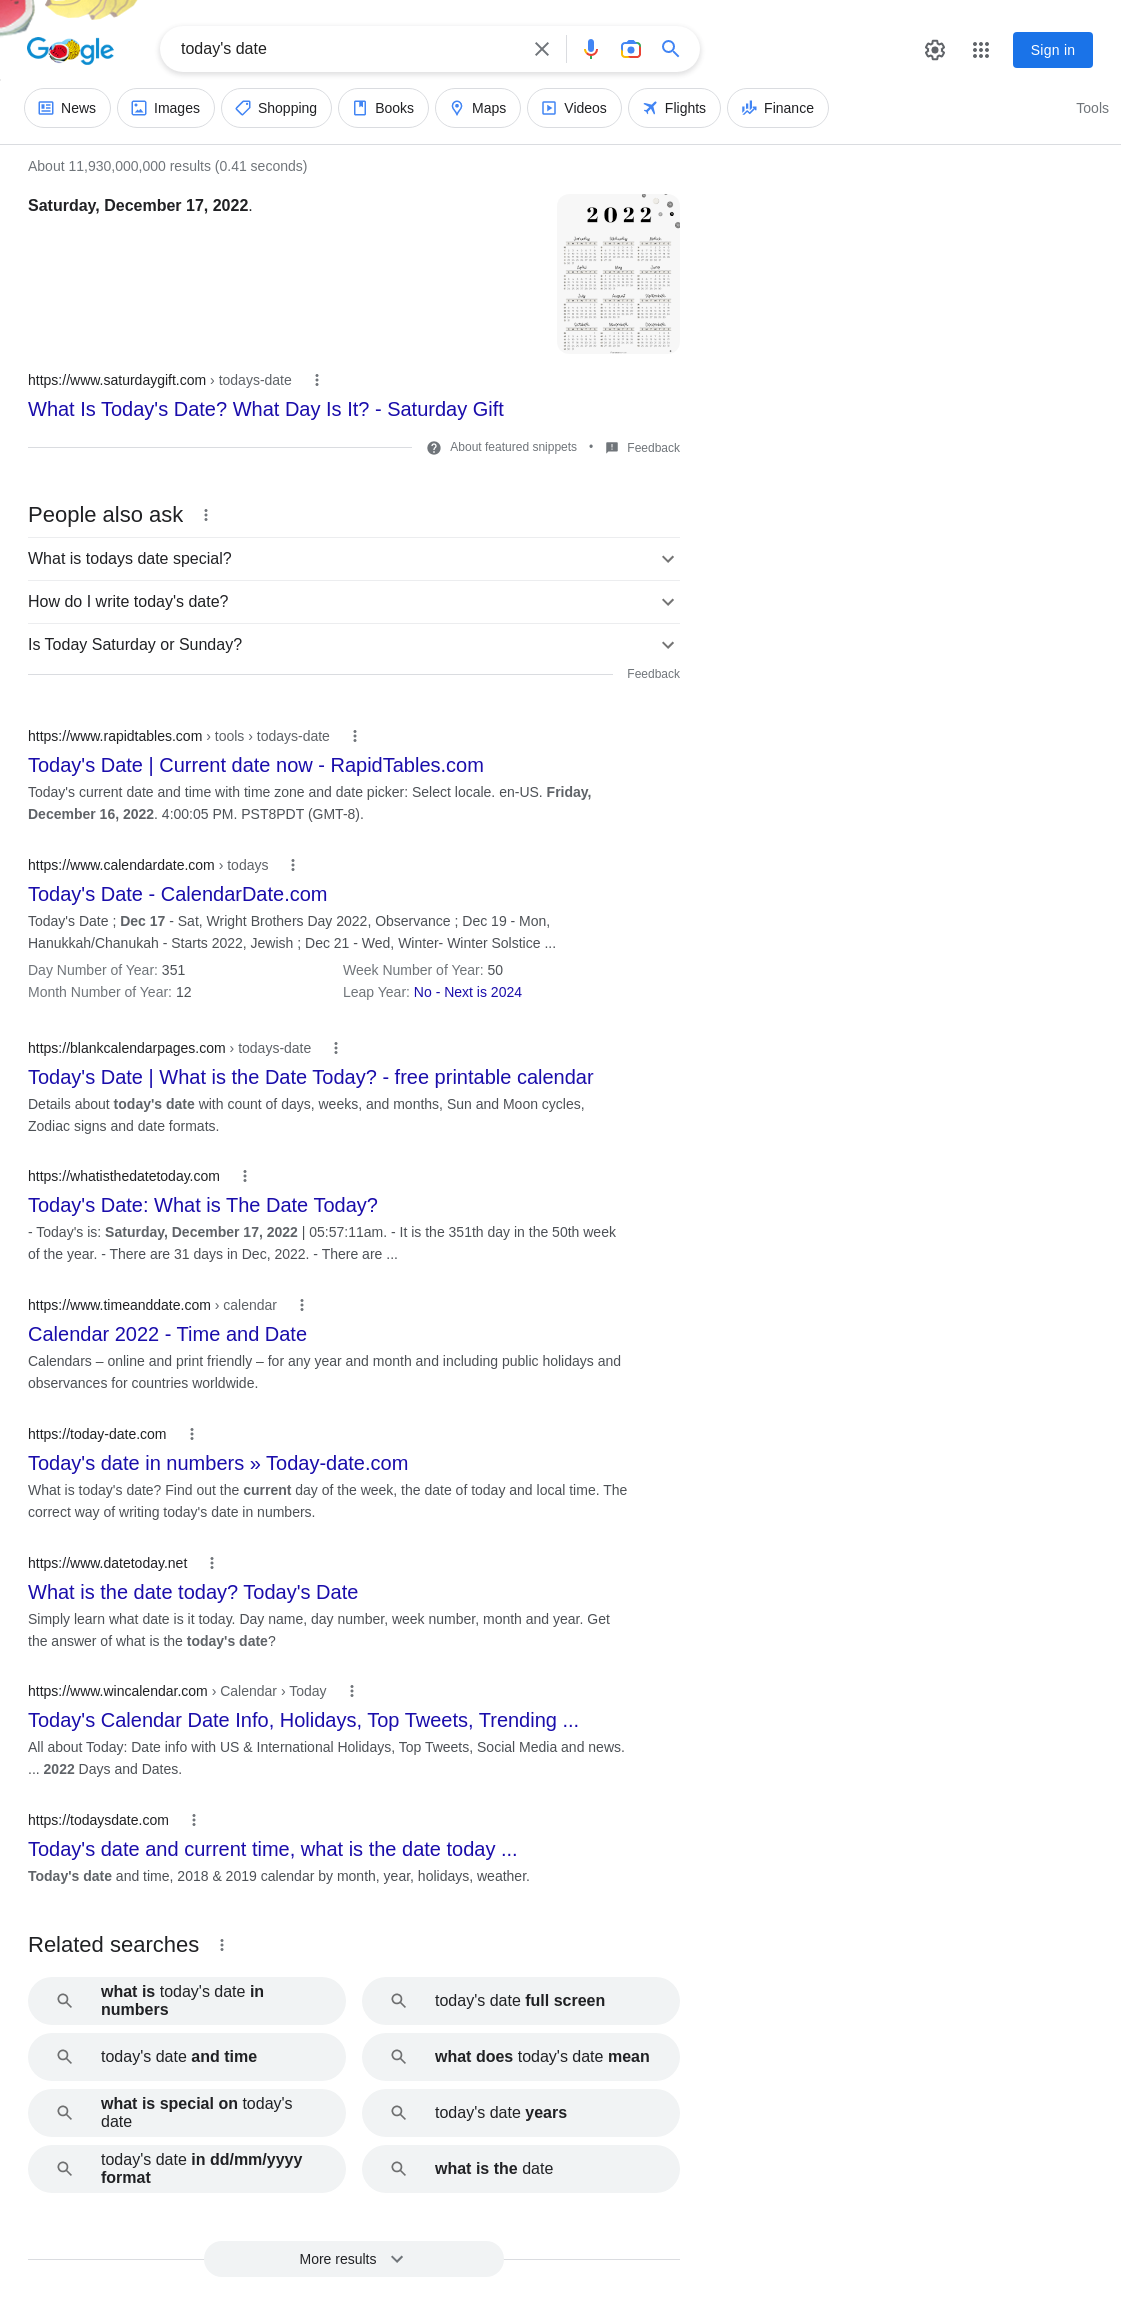 Google
today's date
Sign in
News
Images
Shopping
Books
Maps
Videos
Flights
Finance
Tools
About 11,930,000,000 results (0.41 seconds)
Saturday, December 17, 2022.
2022
https://www.saturdaygift.com › todays-date
What Is Today's Date? What Day Is It? - Saturday Gift
About featured snippets • Feedback
People also ask
What is todays date special?
How do I write today's date?
Is Today Saturday or Sunday?
Feedback
https://www.rapidtables.com › tools › todays-date
Today's Date | Current date now - RapidTables.com
Today's current date and time with time zone and date picker: Select locale. en-US. Friday,
December 16, 2022. 4:00:05 PM. PST8PDT (GMT-8).
https://www.calendardate.com › todays
Today's Date - CalendarDate.com
Today's Date ; Dec 17 - Sat, Wright Brothers Day 2022, Observance ; Dec 19 - Mon,
Hanukkah/Chanukah - Starts 2022, Jewish ; Dec 21 - Wed, Winter- Winter Solstice ...
Day Number of Year: 351
Week Number of Year: 50
Month Number of Year: 12
Leap Year: No - Next is 2024
https://blankcalendarpages.com › todays-date
Today's Date | What is the Date Today? - free printable calendar
Details about today's date with count of days, weeks, and months, Sun and Moon cycles,
Zodiac signs and date formats.
https://whatisthedatetoday.com
Today's Date: What is The Date Today?
- Today's is: Saturday, December 17, 2022 | 05:57:11am. - It is the 351th day in the 50th week
of the year. - There are 31 days in Dec, 2022. - There are ...
https://www.timeanddate.com › calendar
Calendar 2022 - Time and Date
Calendars – online and print friendly – for any year and month and including public holidays and
observances for countries worldwide.
https://today-date.com
Today's date in numbers » Today-date.com
What is today's date? Find out the current day of the week, the date of today and local time. The
correct way of writing today's date in numbers.
https://www.datetoday.net
What is the date today? Today's Date
Simply learn what date is it today. Day name, day number, week number, month and year. Get
the answer of what is the today's date?
https://www.wincalendar.com › Calendar › Today
Today's Calendar Date Info, Holidays, Top Tweets, Trending ...
All about Today: Date info with US & International Holidays, Top Tweets, Social Media and news.
... 2022 Days and Dates.
https://todaysdate.com
Today's date and current time, what is the date today ...
Today's date and time, 2018 & 2019 calendar by month, year, holidays, weather.
Related searches
what is today's date in
numbers
today's date full screen
today's date and time
what does today's date mean
what is special on today's
date
today's date years
today's date in dd/mm/yyyy
format
what is the date
More results